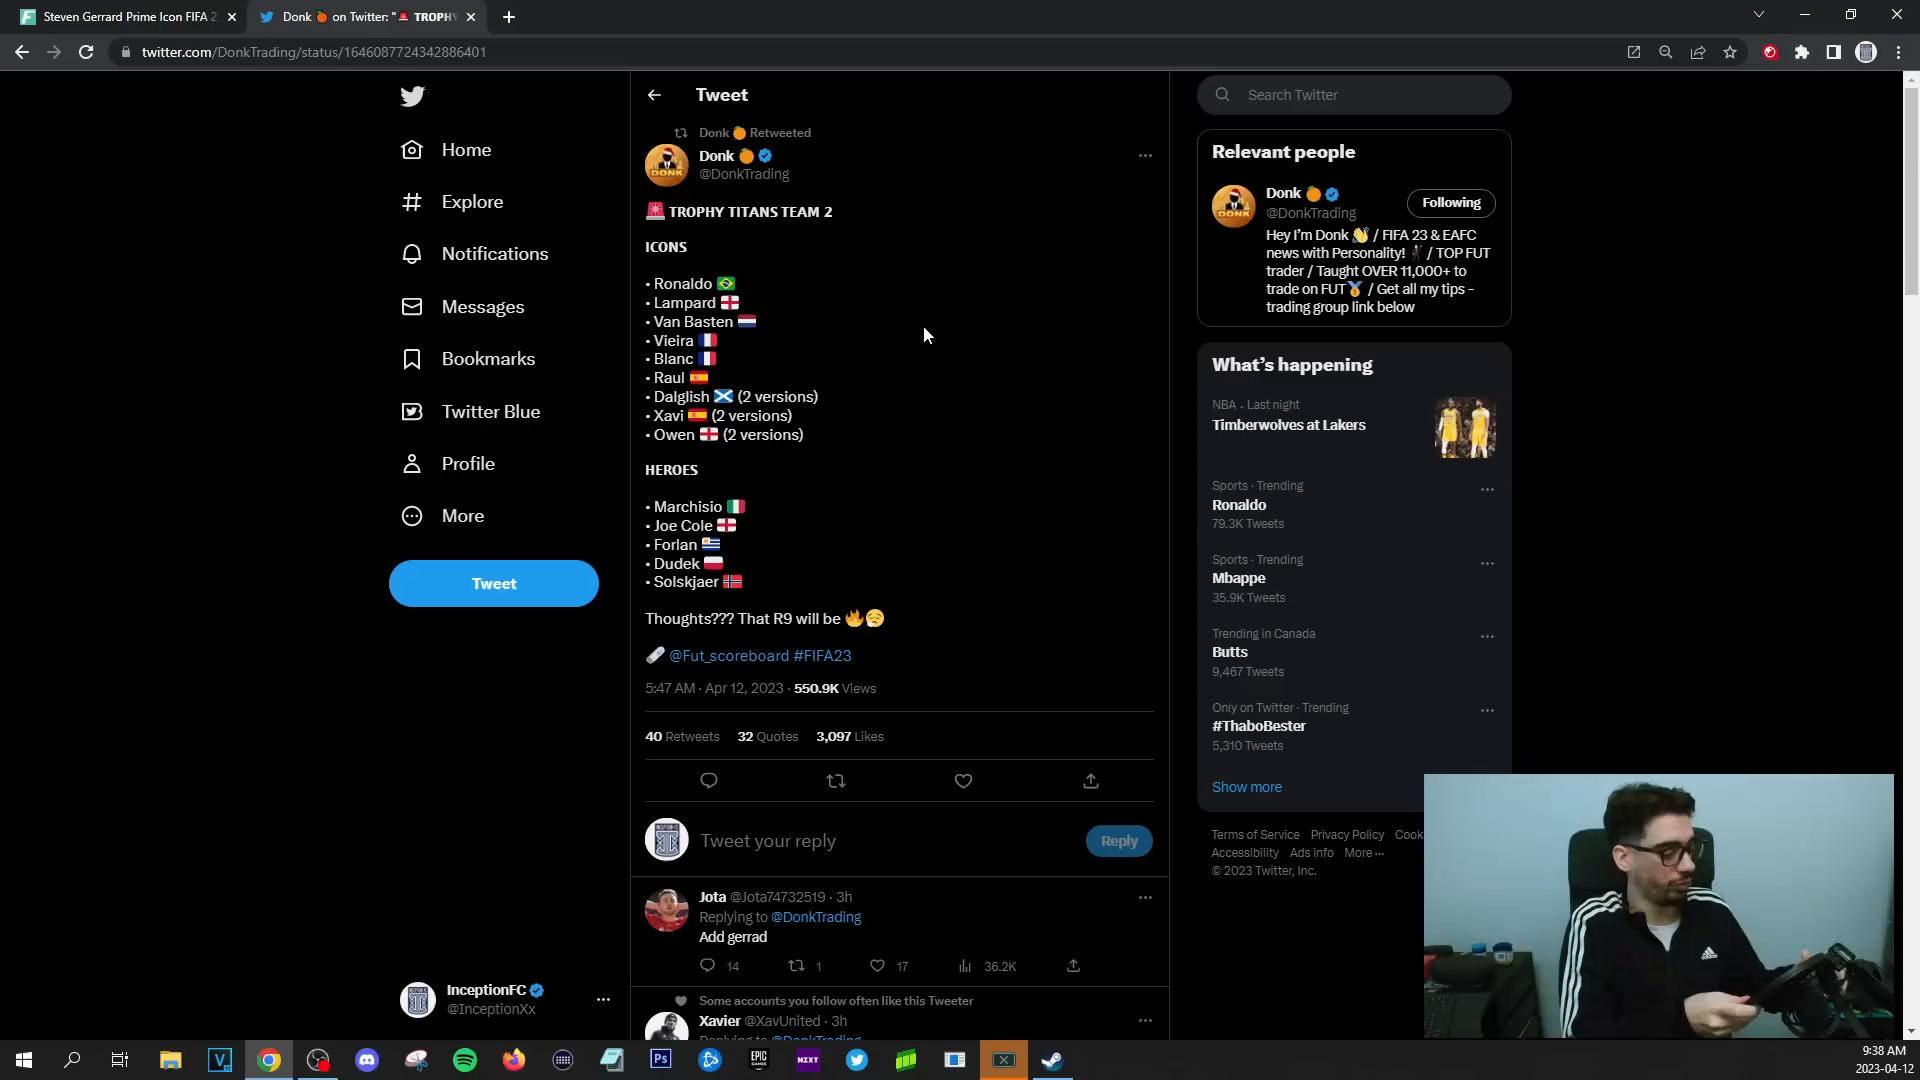 Steven Gerrard Prime Icon FIFA 2
Donk 🍊 on Twitter: "🚨 TROPHY
twitter.com/DonkTrading/status/1646087724342886401
Home
Explore
Notifications
Messages
Bookmarks
Twitter Blue
Profile
More
Tweet
InceptionFC
@InceptionXx
Tweet
Donk 🍊 Retweeted
DONK
Donk 🍊
@DonkTrading
🚨 TROPHY TITANS TEAM 2
ICONS
• Ronaldo 🇧🇷
• Lampard 🏴󠁧󠁢󠁥󠁮󠁧󠁿
• Van Basten 🇳🇱
• Vieira 🇫🇷
• Blanc 🇫🇷
• Raul 🇪🇸
• Dalglish 🏴󠁧󠁢󠁳󠁣󠁴󠁿 (2 versions)
• Xavi 🇪🇸 (2 versions)
• Owen 🏴󠁧󠁢󠁥󠁮󠁧󠁿 (2 versions)
HEROES
• Marchisio 🇮🇹
• Joe Cole 🏴󠁧󠁢󠁥󠁮󠁧󠁿
• Forlan 🇺🇾
• Dudek 🇵🇱
• Solskjaer 🇳🇴
Thoughts??? That R9 will be 🔥😮‍💨
🗞️ @Fut_scoreboard #FIFA23
5:47 AM · Apr 12, 2023 · 550.9K Views
40 Retweets 32 Quotes 3,097 Likes
Tweet your reply
Reply
Jota @Jota74732519 · 3h
Replying to @DonkTrading
Add gerrad
14 1 17 36.2K
Some accounts you follow often like this Tweeter
Xavier @XavUnited · 3h
Replying to @DonkTrading
Search Twitter
Relevant people
Donk 🍊
@DonkTrading
Following
Hey I'm Donk 👋 / FIFA 23 & EAFC
news with Personality! 🕺 / TOP FUT
trader / Taught OVER 11,000+ to
trade on FUT🥇 / Get all my tips -
trading group link below
What's happening
NBA · Last night
Timberwolves at Lakers
Sports · Trending
Ronaldo
79.3K Tweets
Sports · Trending
Mbappe
35.9K Tweets
Trending in Canada
Butts
9,467 Tweets
Only on Twitter · Trending
#ThaboBester
5,310 Tweets
Show more
Terms of Service Privacy Policy Cook
Accessibility Ads info More ···
© 2023 Twitter, Inc.
Ps
EPIC
GAMES
NZXT
9:38 AM
2023-04-12